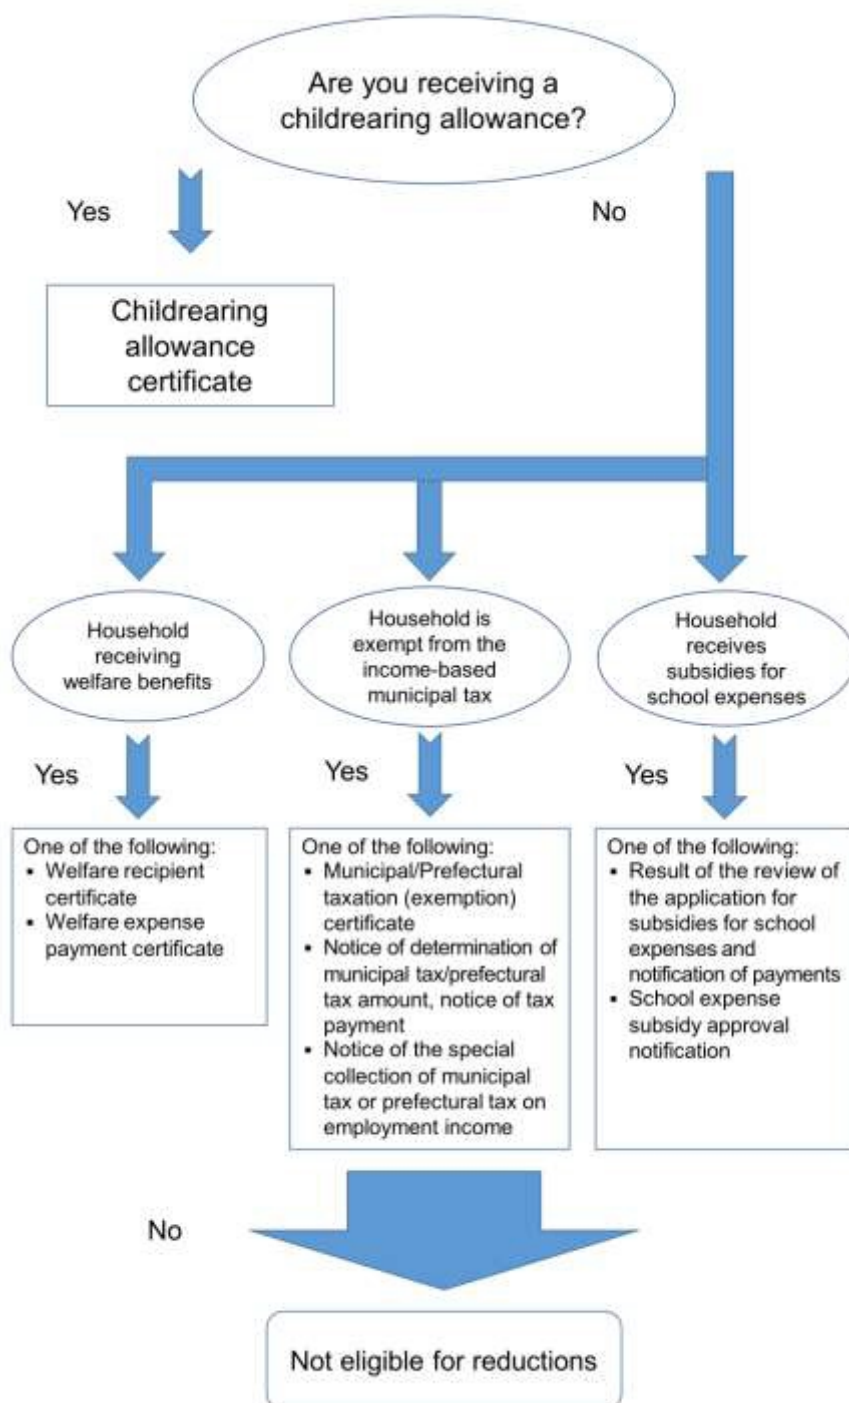 Are you receiving a
childrearing allowance?
Yes
No
Childrearing
allowance
certificate
Household
receiving
welfare benefits
Household is
exempt from the
income-based
municipal tax
Household
receives
subsidies for
school expenses
Yes
Yes
Yes
One of the following:
▪ Welfare recipient
certificate
▪ Welfare expense
payment certificate
One of the following:
▪ Municipal/Prefectural
taxation (exemption)
certificate
▪ Notice of determination of
municipal tax/prefectural
tax amount, notice of tax
payment
▪ Notice of the special
collection of municipal
tax or prefectural tax on
employment income
One of the following:
▪ Result of the review of
the application for
subsidies for school
expenses and
notification of payments
▪ School expense
subsidy approval
notification
No
Not eligible for reductions